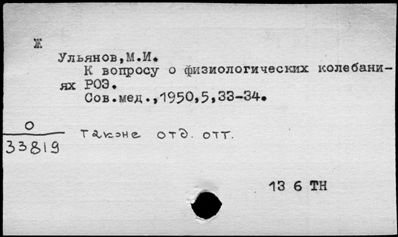 Ж
Ульянов,М.И.
К вопросу о физиологических колебани-
ях РОЭ.
Сов.мед.,1950,5,33-34.
О
33819
также отд. отт.
13 6 ТН